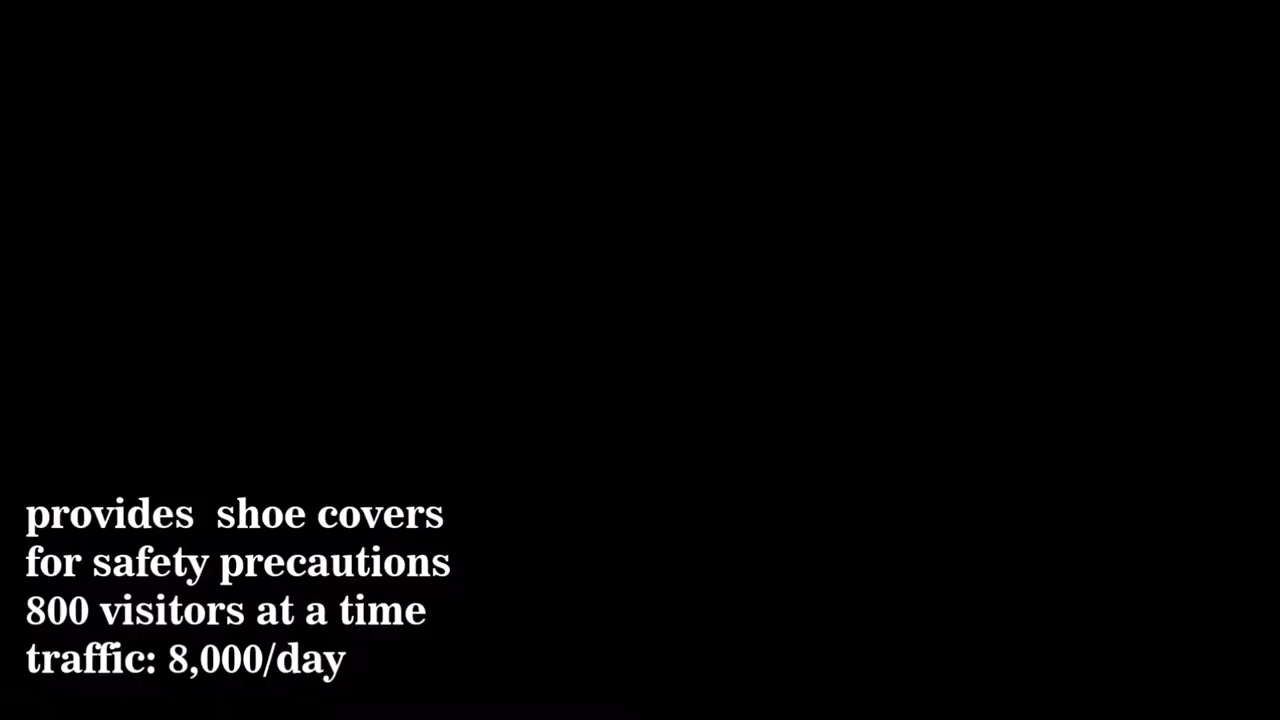 provides  shoe covers
for safety precautions
800 visitors at a time
traffic: 8,000/day